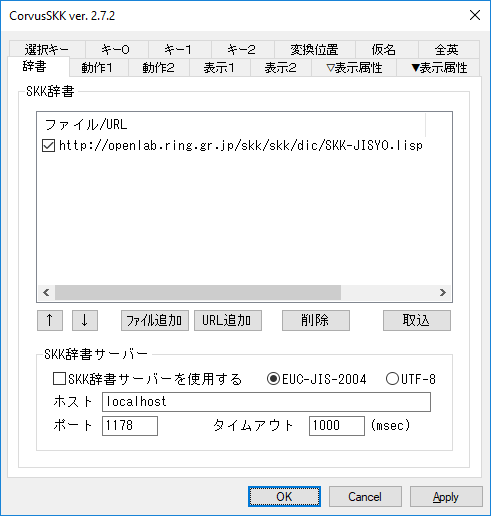 CorvusSKK ver. 2.7.2
選択キー キー0 キー1 キー2 変換位置 仮名 全英
辞書 動作1 動作2 表示1 表示2 ▽表示属性 ▼表示属性
SKK辞書
ファイル/URL
http://openlab.ring.gr.jp/skk/skk/dic/SKK-JISYO.lisp
↑ ↓ ファイル追加 URL追加 削除 取込
SKK辞書サーバー
SKK辞書サーバーを使用する EUC-JIS-2004 UTF-8
ホスト localhost
ポート 1178 タイムアウト 1000 (msec)
OK Cancel Apply